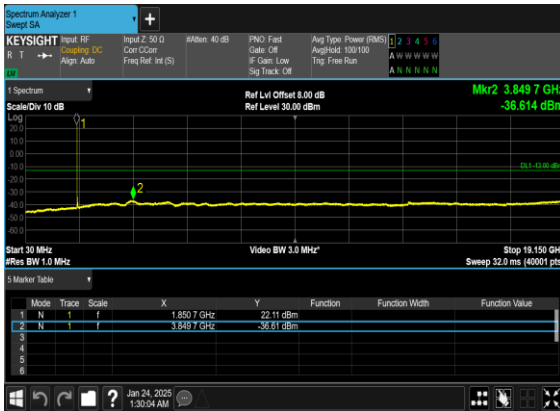 Spectrum Analyzer 1
Swept SA
+
KEYSIGHT
R T
Input: RF
Coupling: DC
Align: Auto
Input Z: 50 Ω
Corr CCorr
Freq Ref: Int (S)
#Atten: 40 dB
PNO: Fast
Gate: Off
IF Gain: Low
Sig Track: Off
Avg Type: Power (RMS)
Avg|Hold: 100/100
Trig: Free Run
1 2 3 4 5 6
A W W W W W
A N N N N N
1 Spectrum
Scale/Div 10 dB
Ref Lvl Offset 8.00 dB
Ref Level 30.00 dBm
Mkr2 3.849 7 GHz
-36.614 dBm
Log
20.0
10.0
0.00
-10.0
-20.0
-30.0
-40.0
-50.0
-60.0
1
2
DL1 -13.00 dBm
Start 30 MHz
#Res BW 1.0 MHz
Video BW 3.0 MHz*
Stop 19.150 GHz
Sweep 32.0 ms (40001 pts)
5 Marker Table
Mode Trace Scale X Y Function Function Width Function Value
1 N 1 f 1.850 7 GHz 22.11 dBm
2 N 1 f 3.849 7 GHz -36.61 dBm
3
4
5
6
?
Jan 24, 2025
1:30:04 AM